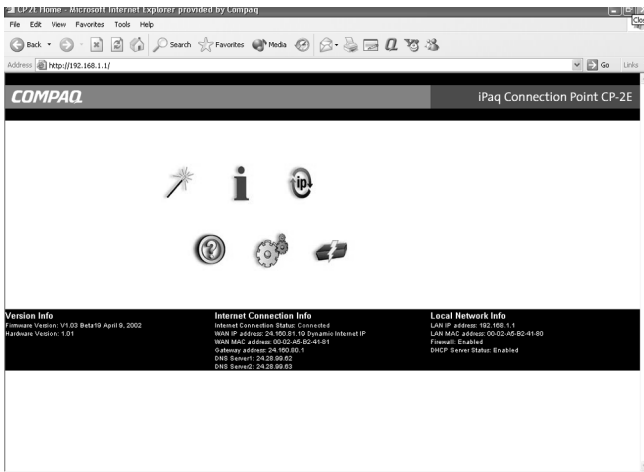 CP2E Home - Microsoft Internet Explorer provided by Compaq
File Edit View Favorites Tools Help
Back Search Favorites Media
Address http://192.168.1.1/ Go Links
COMPAQ iPaq Connection Point CP-2E
i ip
?
Version Info
Firmware Version: V1.03 Beta19 April 9, 2002
Hardware Version: 1.01
Internet Connection Info
Internet Connection Status: Connected
WAN IP address: 24.160.81.19 Dynamic Internet IP
WAN MAC address: 00-02-A5-B2-41-81
Gateway address: 24.160.80.1
DNS Server1: 24.28.99.62
DNS Server2: 24.28.99.63
Local Network Info
LAN IP address: 192.168.1.1
LAN MAC address: 00-02-A5-B2-41-80
Firewall: Enabled
DHCP Server Status: Enabled